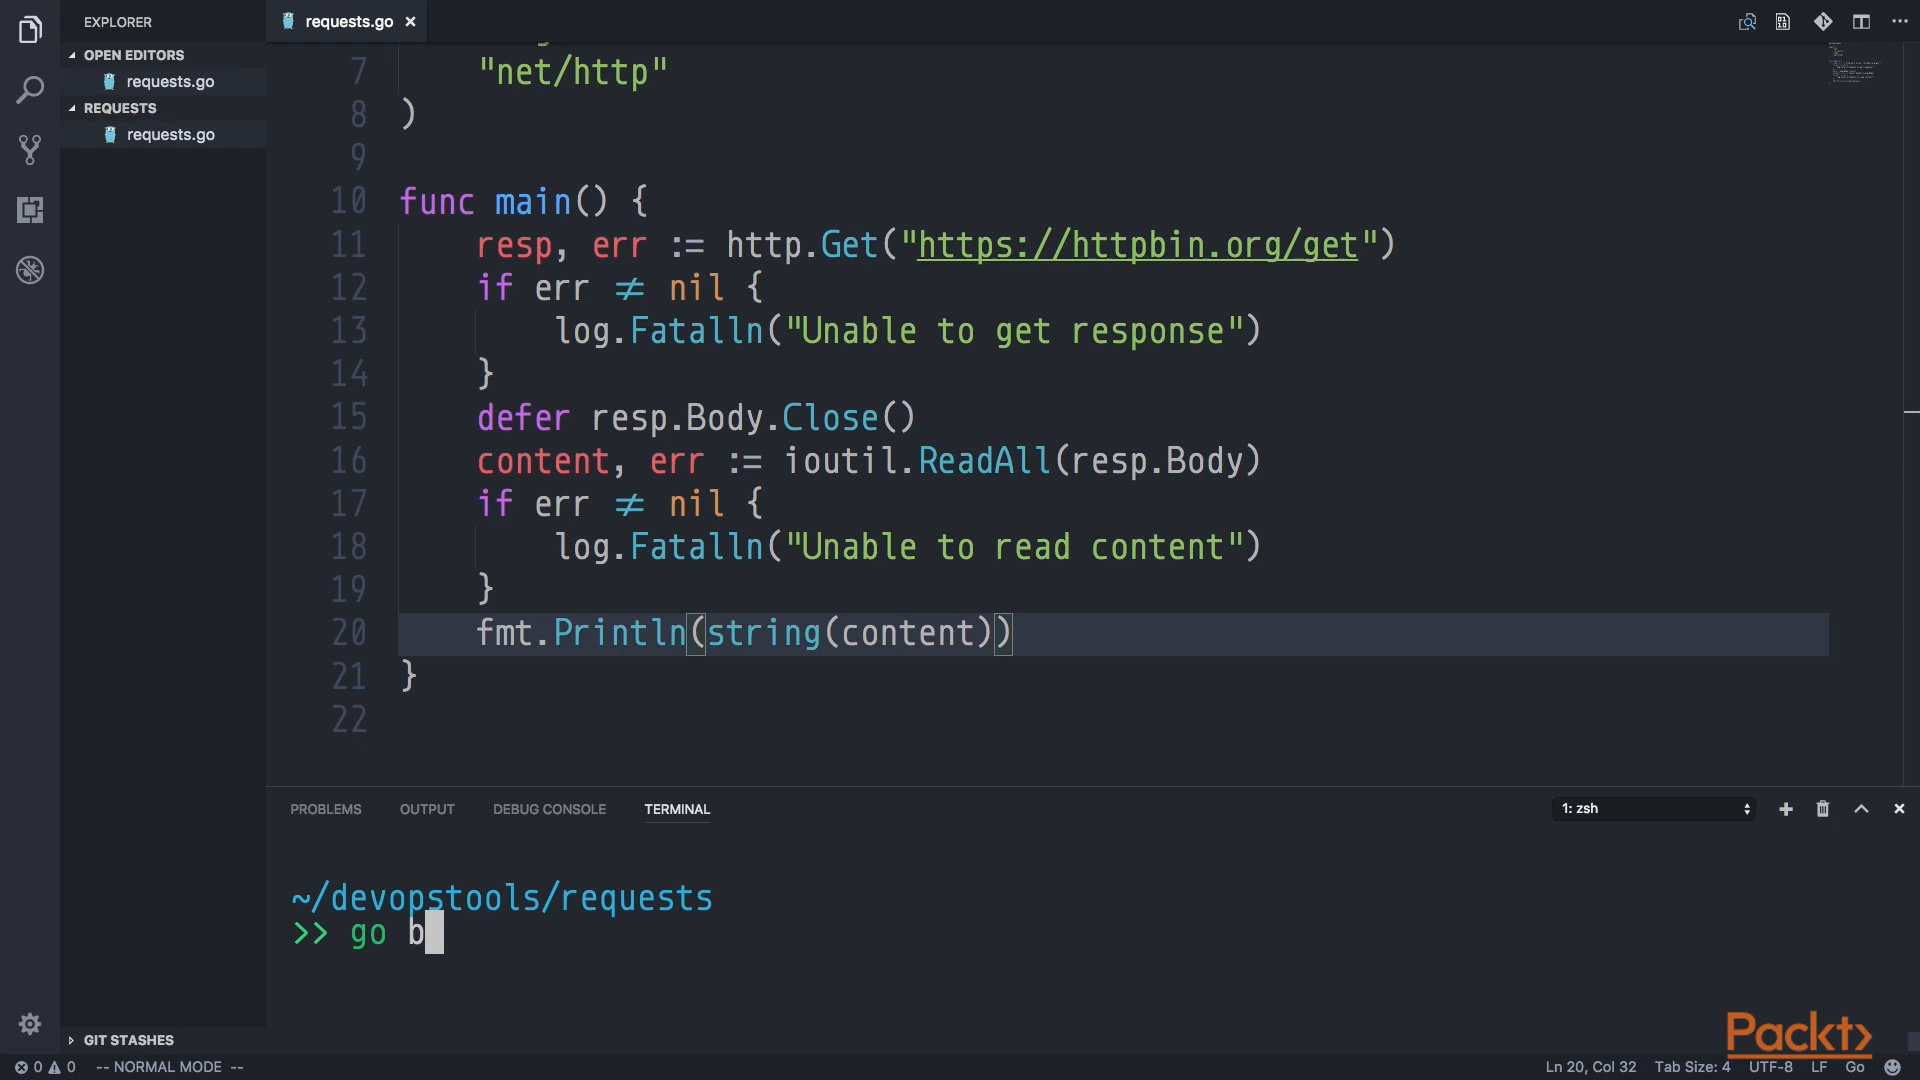 EXPLORER
OPEN EDITORS
requests.go
REQUESTS
requests.go
GIT STASHES
requests.go ×
7 "net/http"
8 )
9
10 func main() {
11 resp, err := http.Get("https://httpbin.org/get")
12 if err ≠ nil {
13 log.Fatalln("Unable to get response")
14 }
15 defer resp.Body.Close()
16 content, err := ioutil.ReadAll(resp.Body)
17 if err ≠ nil {
18 log.Fatalln("Unable to read content")
19 }
20 fmt.Println(string(content))
21 }
22
PROBLEMS OUTPUT DEBUG CONSOLE TERMINAL 1: zsh
~/devopstools/requests
>> go b
Packt>
0 0 -- NORMAL MODE -- Ln 20, Col 32 Tab Size: 4 UTF-8 LF Go